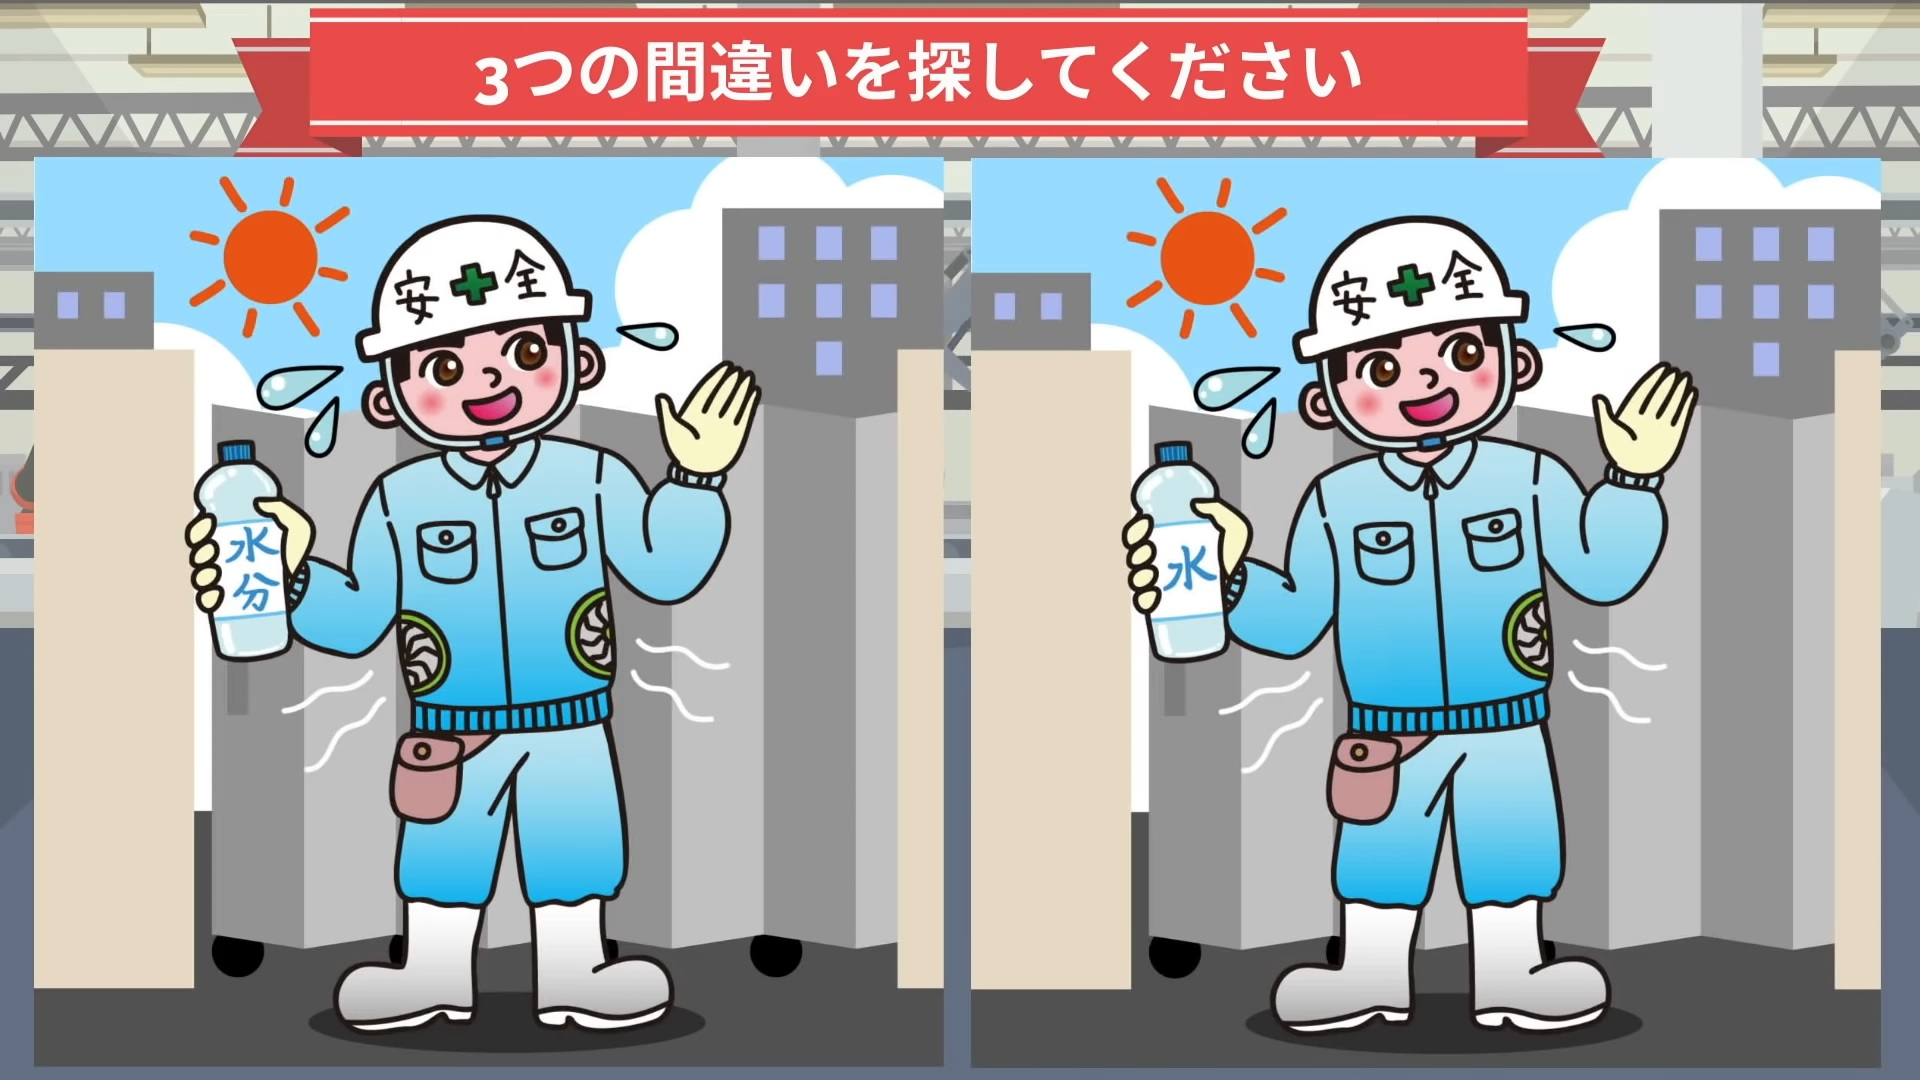 3つの間違いを探してください
安全
水分
安全
水